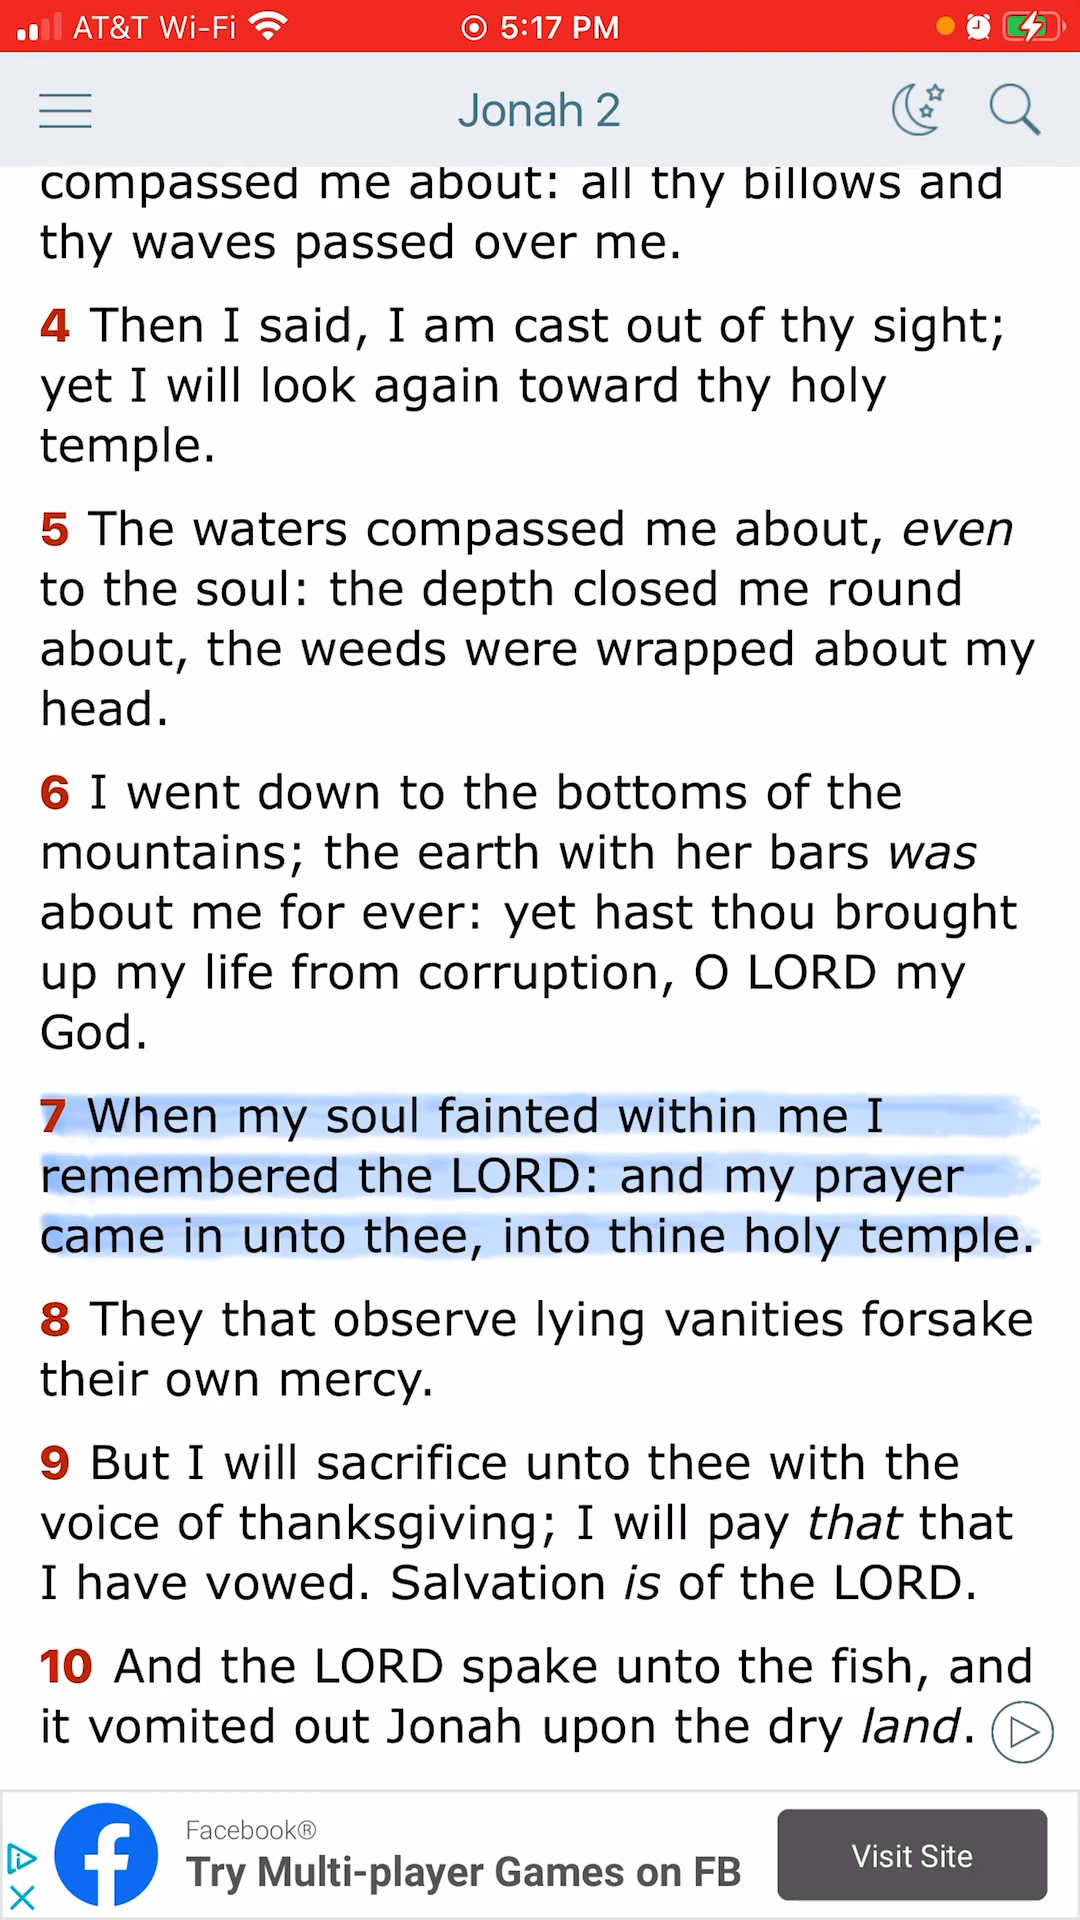 AT&T Wi-Fi 5:17 PM
Jonah 2
compassed me about: all thy billows and
thy waves passed over me.
4 Then I said, I am cast out of thy sight;
yet I will look again toward thy holy
temple.
5 The waters compassed me about, even
to the soul: the depth closed me round
about, the weeds were wrapped about my
head.
6 I went down to the bottoms of the
mountains; the earth with her bars was
about me for ever: yet hast thou brought
up my life from corruption, O LORD my
God.
7 When my soul fainted within me I
remembered the LORD: and my prayer
came in unto thee, into thine holy temple.
8 They that observe lying vanities forsake
their own mercy.
9 But I will sacrifice unto thee with the
voice of thanksgiving; I will pay that that
I have vowed. Salvation is of the LORD.
10 And the LORD spake unto the fish, and
it vomited out Jonah upon the dry land.
Facebook®
Try Multi-player Games on FB
Visit Site